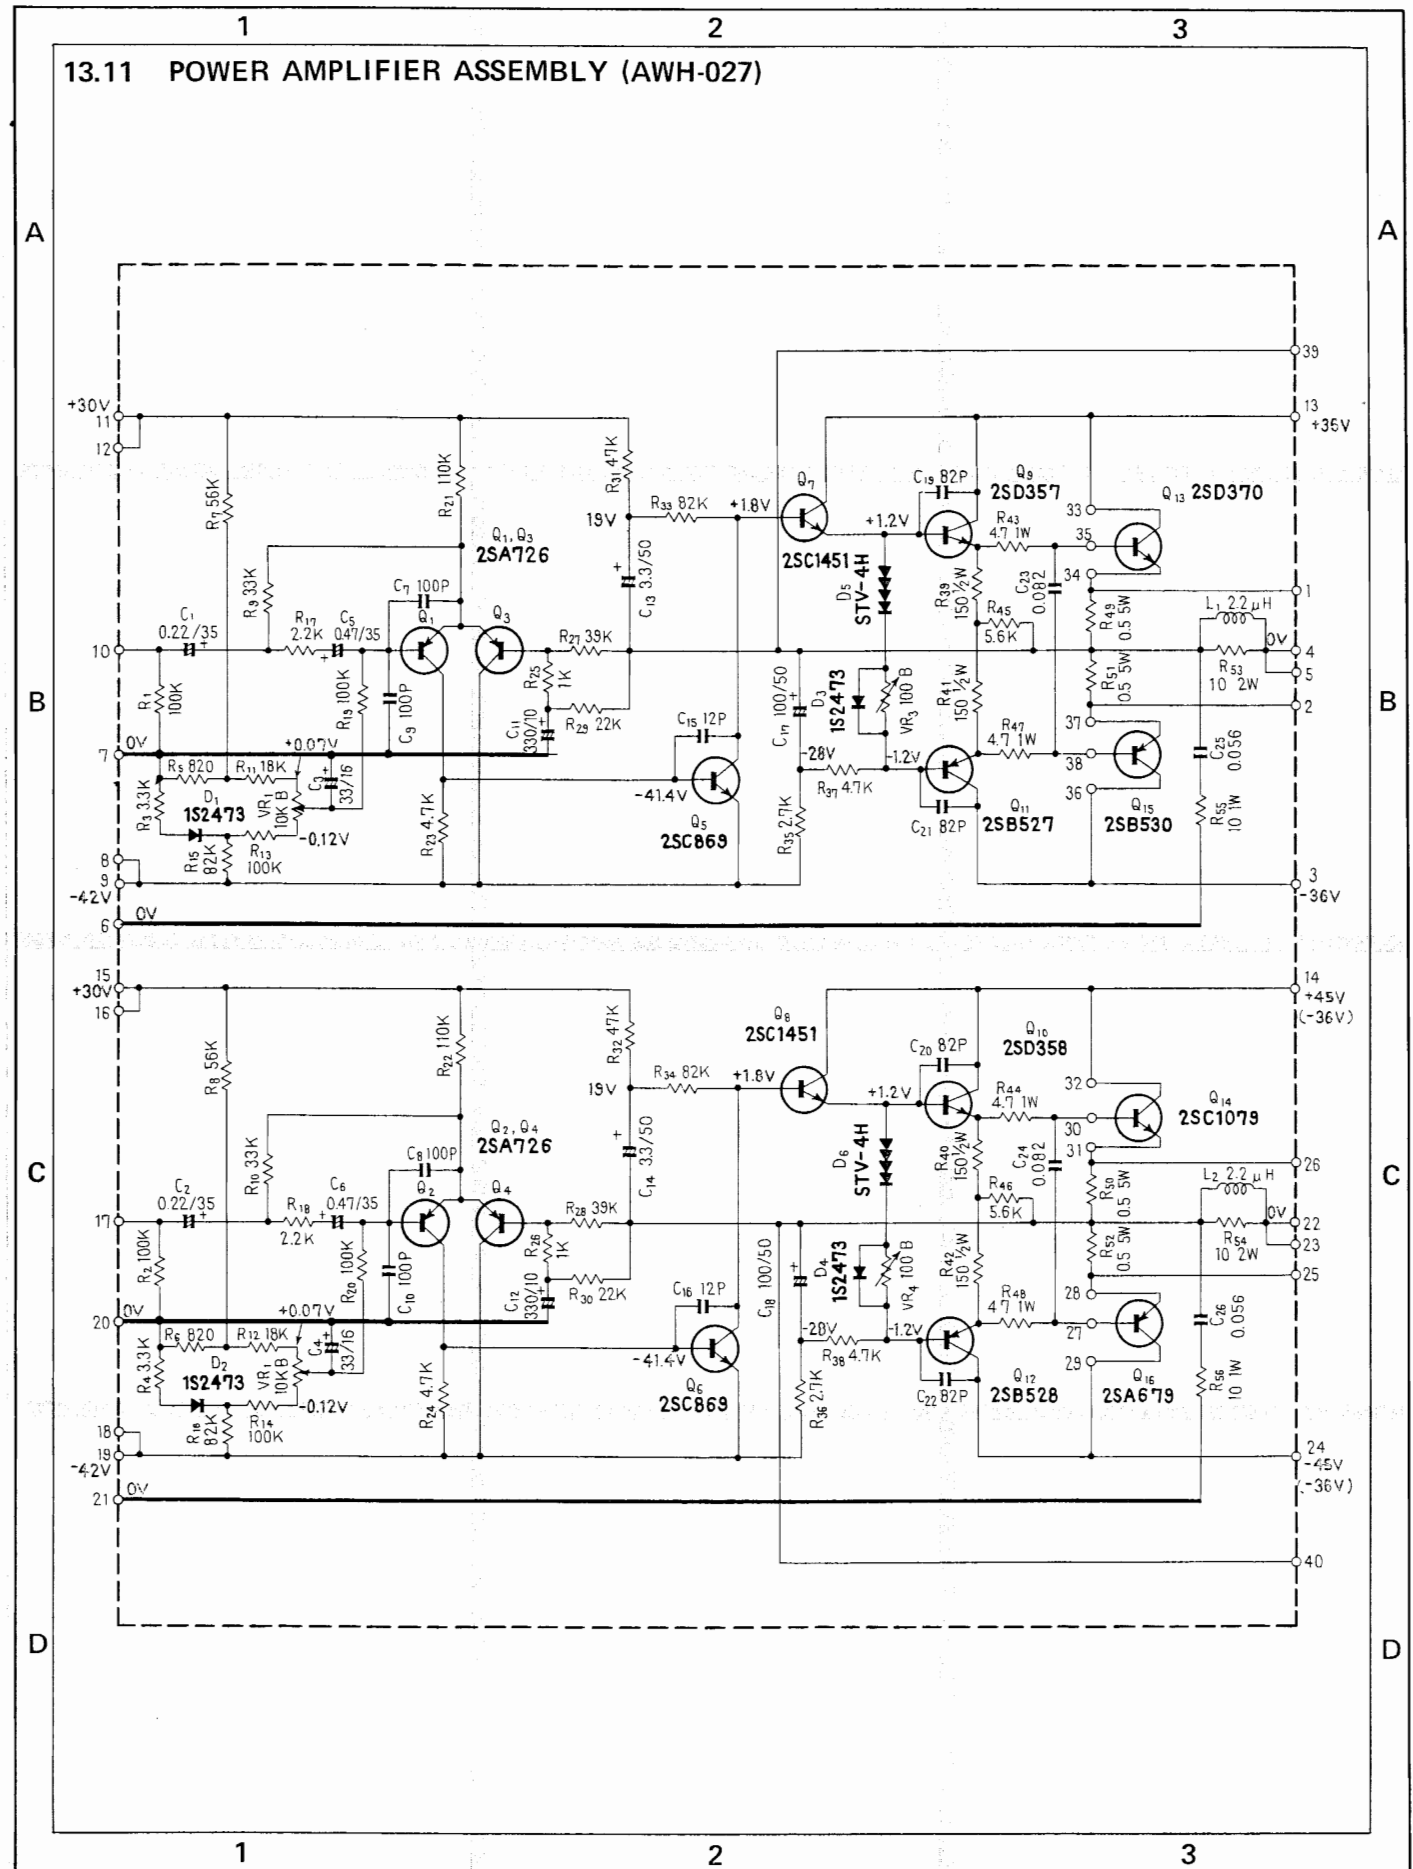 1 2 3
13.11 POWER AMPLIFIER ASSEMBLY (AWH-027)
A A
39
+30V
11
12
13
+35V
R7 56K
R21 110K
R31 47K
R33 82K
+1.8V
19V
Q7
2SC1451
C19 82P
+1.2V
Q9
2SD357
R43
4.7 1W
33
35
34
Q13 2SD370
Q1, Q3
2SA726
C7 100P
C13 3.3/50
D5
STV-4H
R39
150 ½W
C23
0.082
R45
5.6K
R49
0.5 5W
1
L1 2.2 μH
R9 33K
C1
0.22/35
R17
2.2K
C5
0.47/35
Q1
Q3
R27 39K
10
0V
4
5
R53
10 2W
B B
R1
100K
R19 100K
C9 100P
R25
1K
R29 22K
C11
330/10
C15 12P
C17 100/50
D3
1S2473
VR3 100 B
R41
150 ½W
R51
0.5 5W
2
7
0V
+0.07V
-28V
-1.2V
R47
4.7 1W
37
38
36
C25
0.056
R5 820
R11 18K
C3
33/16
R3 3.3K
D1
1S2473
VR1
10K B
-0.12V
R15
82K
R13
100K
R23 4.7K
-41.4V
Q5
2SC869
R37 4.7K
R35 2.7K
C21 82P
Q11
2SB527
Q15
2SB530
R55
10 1W
8
9
-42V
3
-36V
6
0V
15
+30V
16
14
+45V
(-36V)
R8 56K
R22 110K
R32 47K
19V
R34 82K
+1.8V
Q8
2SC1451
C20 82P
+1.2V
Q10
2SD358
R44
4.7 1W
32
30
31
Q14
2SC1079
Q2, Q4
2SA726
C8 100P
C14 3.3/50
D6
STV-4H
R40
150 ½W
C24
0.082
R46
5.6K
R50
0.5 5W
26
L2 2.2 μH
C C
R10 33K
C2
0.22/35
R18
2.2K
C6
0.47/35
Q2
Q4
R28 39K
17
0V
22
23
R54
10 2W
R2 100K
R20 100K
C10 100P
R26
1K
R30 22K
C12
330/10
C16 12P
C18 100/50
D4
1S2473
VR4 100 B
R42
150 ½W
R52
0.5 5W
25
20
0V
+0.07V
-28V
-1.2V
R48
4.7 1W
28
27
29
C26
0.056
R6 820
R12 18K
C4
33/16
R4 3.3K
D2
1S2473
VR1
10K B
-0.12V
R16
82K
R14
100K
R24 4.7K
-41.4V
Q6
2SC869
R38 4.7K
R36 2.7K
C22 82P
Q12
2SB528
Q16
2SA679
R56
10 1W
18
19
-42V
24
-45V
(-36V)
21
0V
40
D D
1 2 3